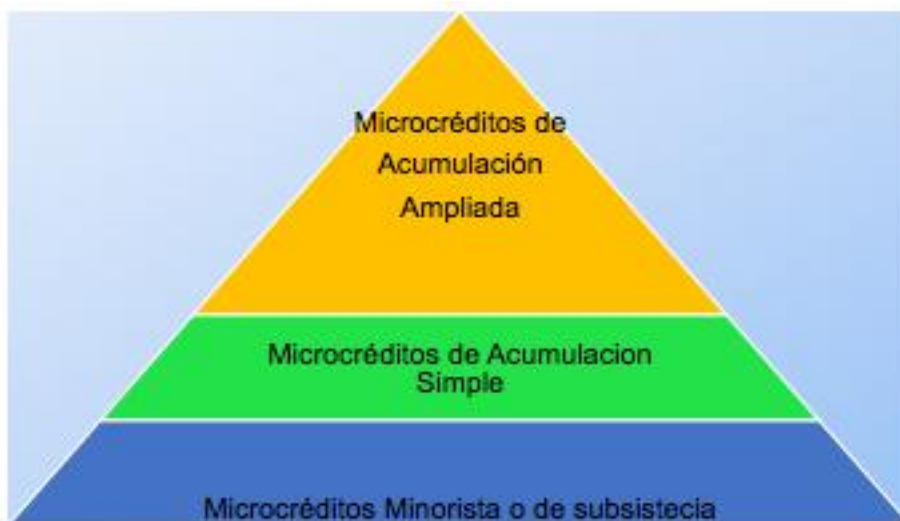 Microcréditos de
Acumulación
Ampliada
Microcréditos de Acumulacion
Simple
Microcréditos Minorista o de subsistecia